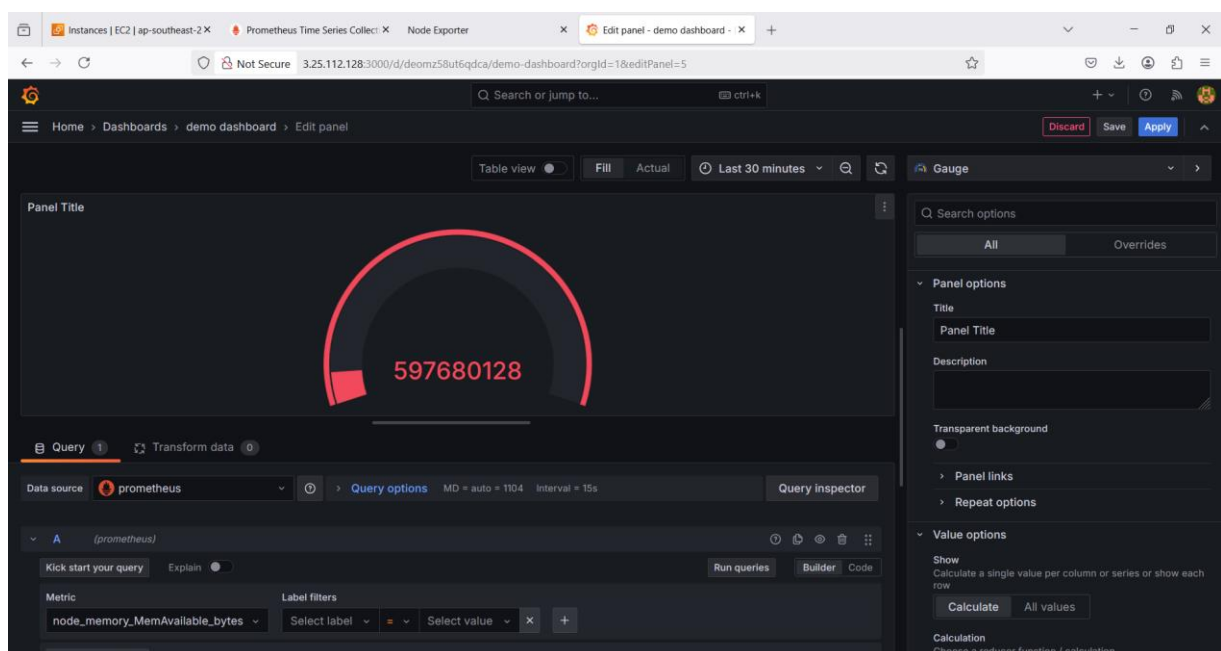 Instances | EC2 | ap-southeast-2
Prometheus Time Series Collect
Node Exporter
Edit panel - demo dashboard -
Not Secure 3.25.112.128:3000/d/deomz58ut6qdca/demo-dashboard?orgId=1&editPanel=5
Search or jump to... ctrl+k
Home > Dashboards > demo dashboard > Edit panel
Discard Save Apply
Table view Fill Actual Last 30 minutes
Gauge
Panel Title
597680128
Search options
All Overrides
Panel options
Title
Panel Title
Description
Transparent background
Panel links
Repeat options
Value options
Show
Calculate a single value per column or series or show each
row
Calculate All values
Calculation
Query 1 Transform data 0
Data source prometheus Query options MD = auto = 1104 Interval = 15s Query inspector
A (prometheus)
Kick start your query Explain Run queries Builder Code
Metric Label filters
node_memory_MemAvailable_bytes Select label = Select value